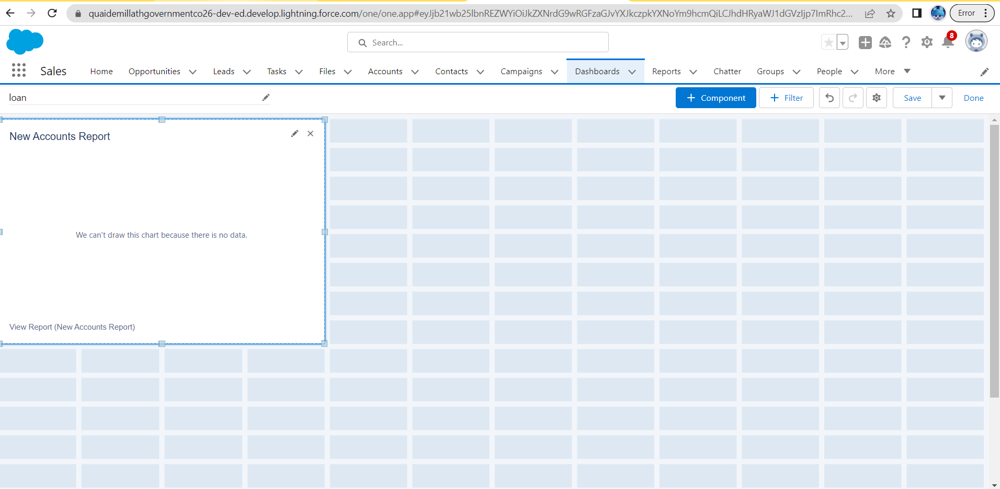 quaidemillathgovernmentco26-dev-ed.develop.lightning.force.com/one/one.app#eyJjb21wb25lbnREZWYiOiJkZXNrdG9wRGFzaGJvYXJkczpkYXNoYm9hcmQiLCJhdHRyaWJ1dGVzIjp7ImRhc2... Error
Search...
8
Sales Home Opportunities Leads Tasks Files Accounts Contacts Campaigns Dashboards Reports Chatter Groups People More
loan + Component + Filter Save Done
New Accounts Report
We can't draw this chart because there is no data.
View Report (New Accounts Report)